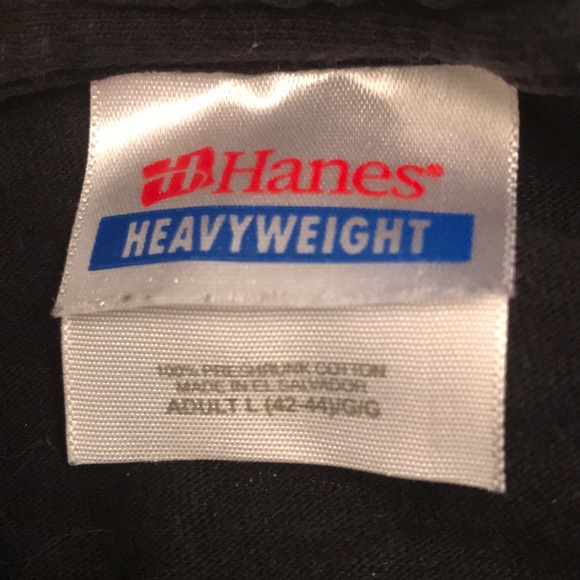 Hanes®
HEAVYWEIGHT
100% PRESHRUNK COTTON
MADE IN EL SALVADOR
ADULT L (42-44)/G/G